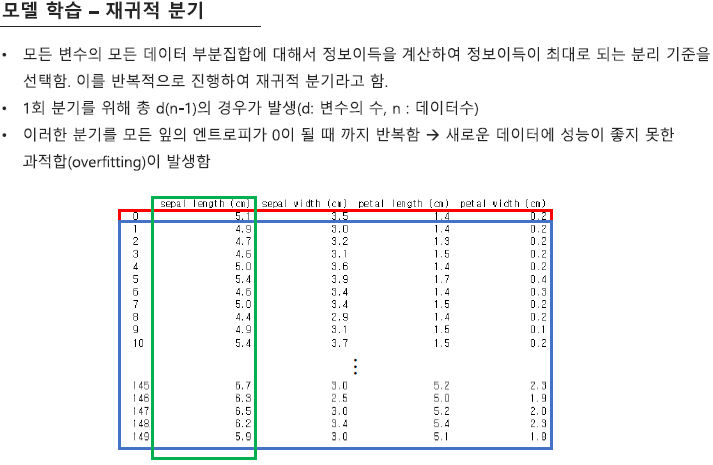 모델 학습 – 재귀적 분기
• 모든 변수의 모든 데이터 부분집합에 대해서 정보이득을 계산하여 정보이득이 최대로 되는 분리 기준을
선택함. 이를 반복적으로 진행하여 재귀적 분기라고 함.
• 1회 분기를 위해 총 d(n-1)의 경우가 발생(d: 변수의 수, n : 데이터수)
• 이러한 분기를 모든 잎의 엔트로피가 0이 될 때 까지 반복함 → 새로운 데이터에 성능이 좋지 못한
과적합(overfitting)이 발생함
sepal length (cm) sepal width (cm) petal length (cm) petal width (cm)
0 5.1 3.5 1.4 0.2
1 4.9 3.0 1.4 0.2
2 4.7 3.2 1.3 0.2
3 4.6 3.1 1.5 0.2
4 5.0 3.6 1.4 0.2
5 5.4 3.9 1.7 0.4
6 4.6 3.4 1.4 0.3
7 5.0 3.4 1.5 0.2
8 4.4 2.9 1.4 0.2
9 4.9 3.1 1.5 0.1
10 5.4 3.7 1.5 0.2
⋮
145 6.7 3.0 5.2 2.3
146 6.3 2.5 5.0 1.9
147 6.5 3.0 5.2 2.0
148 6.2 3.4 5.4 2.3
149 5.9 3.0 5.1 1.8